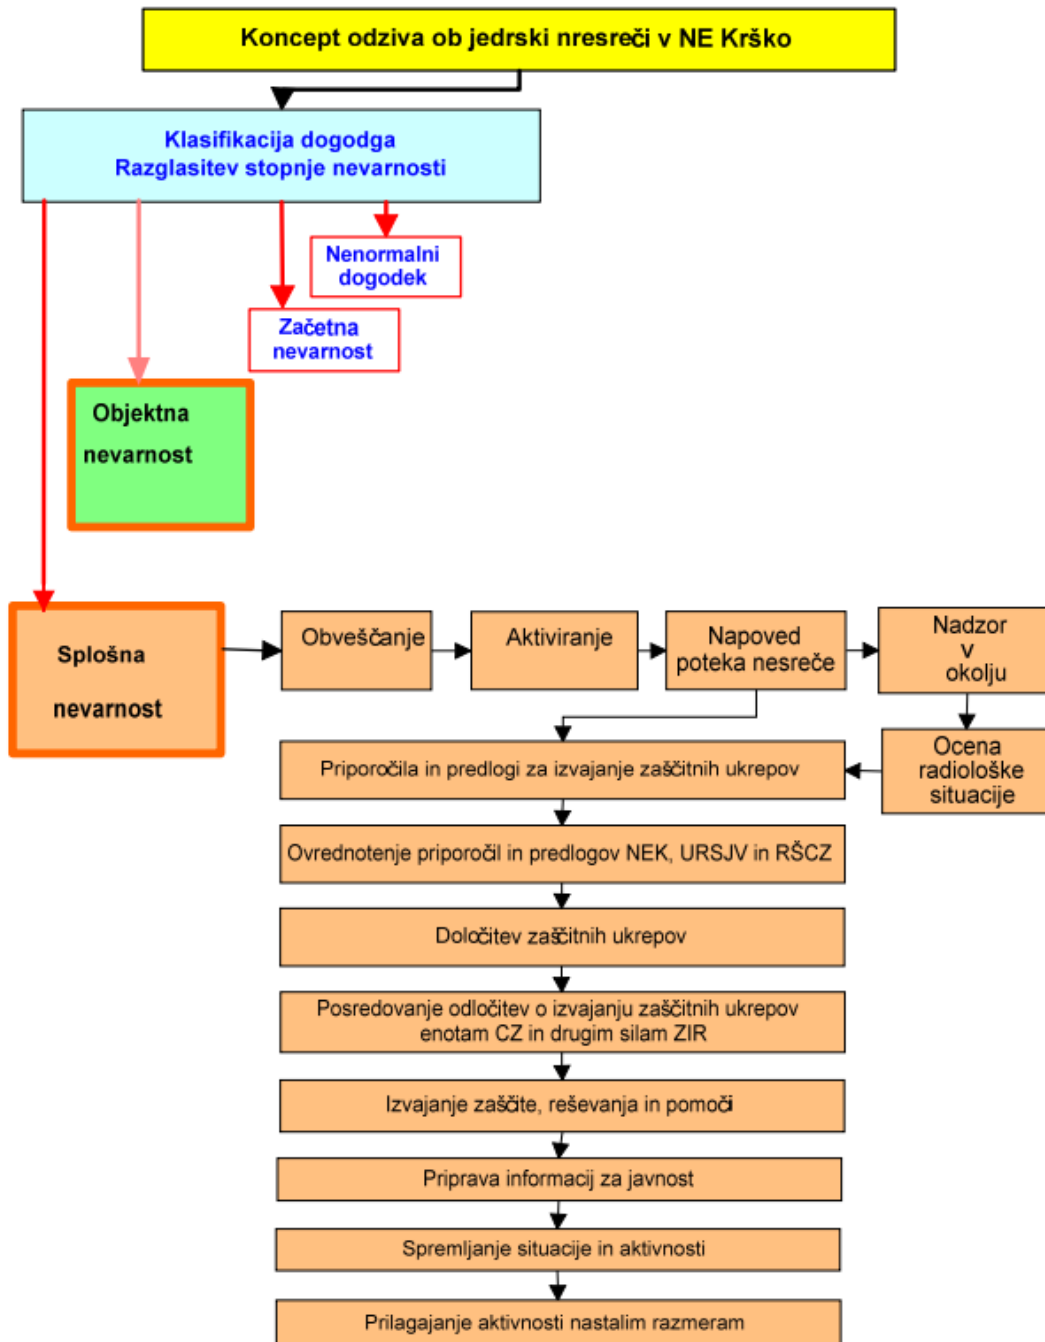 Koncept odziva ob jedrski nresreči v NE Krško
Klasifikacija dogodga
Razglasitev stopnje nevarnosti
Nenormalni
dogodek
Začetna
nevarnost
Objektna
nevarnost
Splošna
nevarnost
Obveščanje
Aktiviranje
Napoved
poteka nesreče
Nadzor
v
okolju
Ocena
radiološke
situacije
Priporočila in predlogi za izvajanje zaščitnih ukrepov
Ovrednotenje priporočil in predlogov NEK, URSJV in RŠCZ
Določitev zaščitnih ukrepov
Posredovanje odločitev o izvajanju zaščitnih ukrepov
enotam CZ in drugim silam ZIR
Izvajanje zaščite, reševanja in pomoči
Priprava informacij za javnost
Spremljanje situacije in aktivnosti
Prilagajanje aktivnosti nastalim razmeram